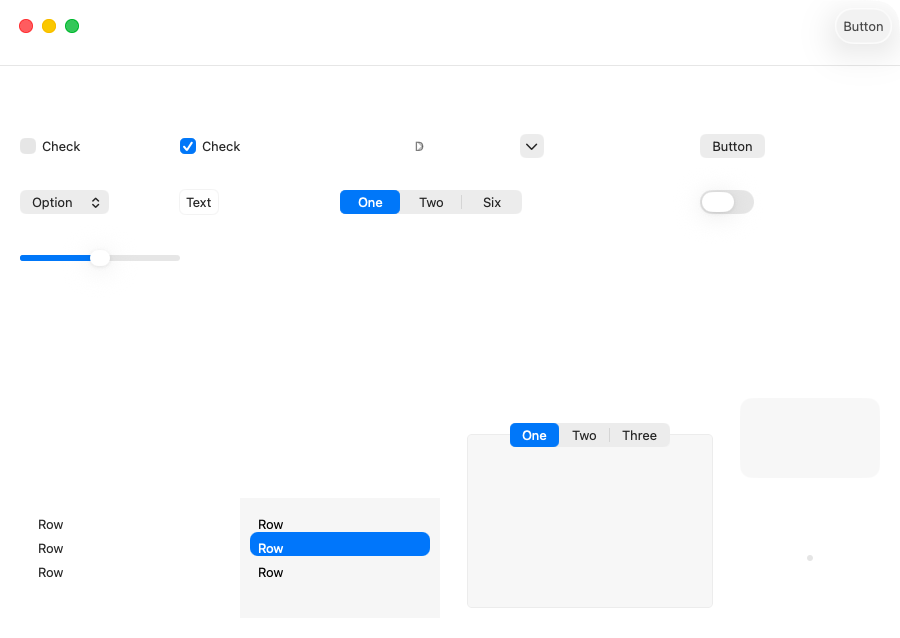 Button
Check
Check
Button
Option
Text
One
Two
Six
One
Two
Three
Row
Row
Row
Row
Row
Row